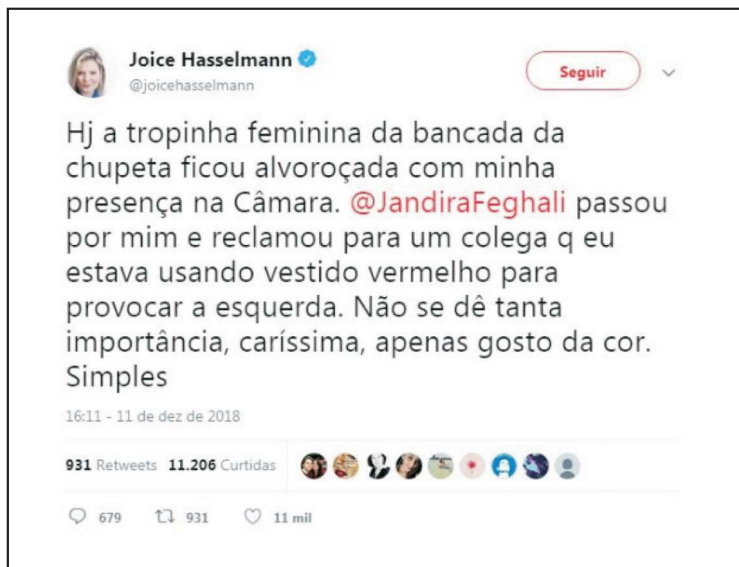 Joice Hasselmann
@joicehasselmann
Seguir
Hj a tropinha feminina da bancada da
chupeta ficou alvoroçada com minha
presença na Câmara. @JandiraFeghali passou
por mim e reclamou para um colega q eu
estava usando vestido vermelho para
provocar a esquerda. Não se dê tanta
importância, caríssima, apenas gosto da cor.
Simples
16:11 - 11 de dez de 2018
931 Retweets 11.206 Curtidas
679 931 11 mil